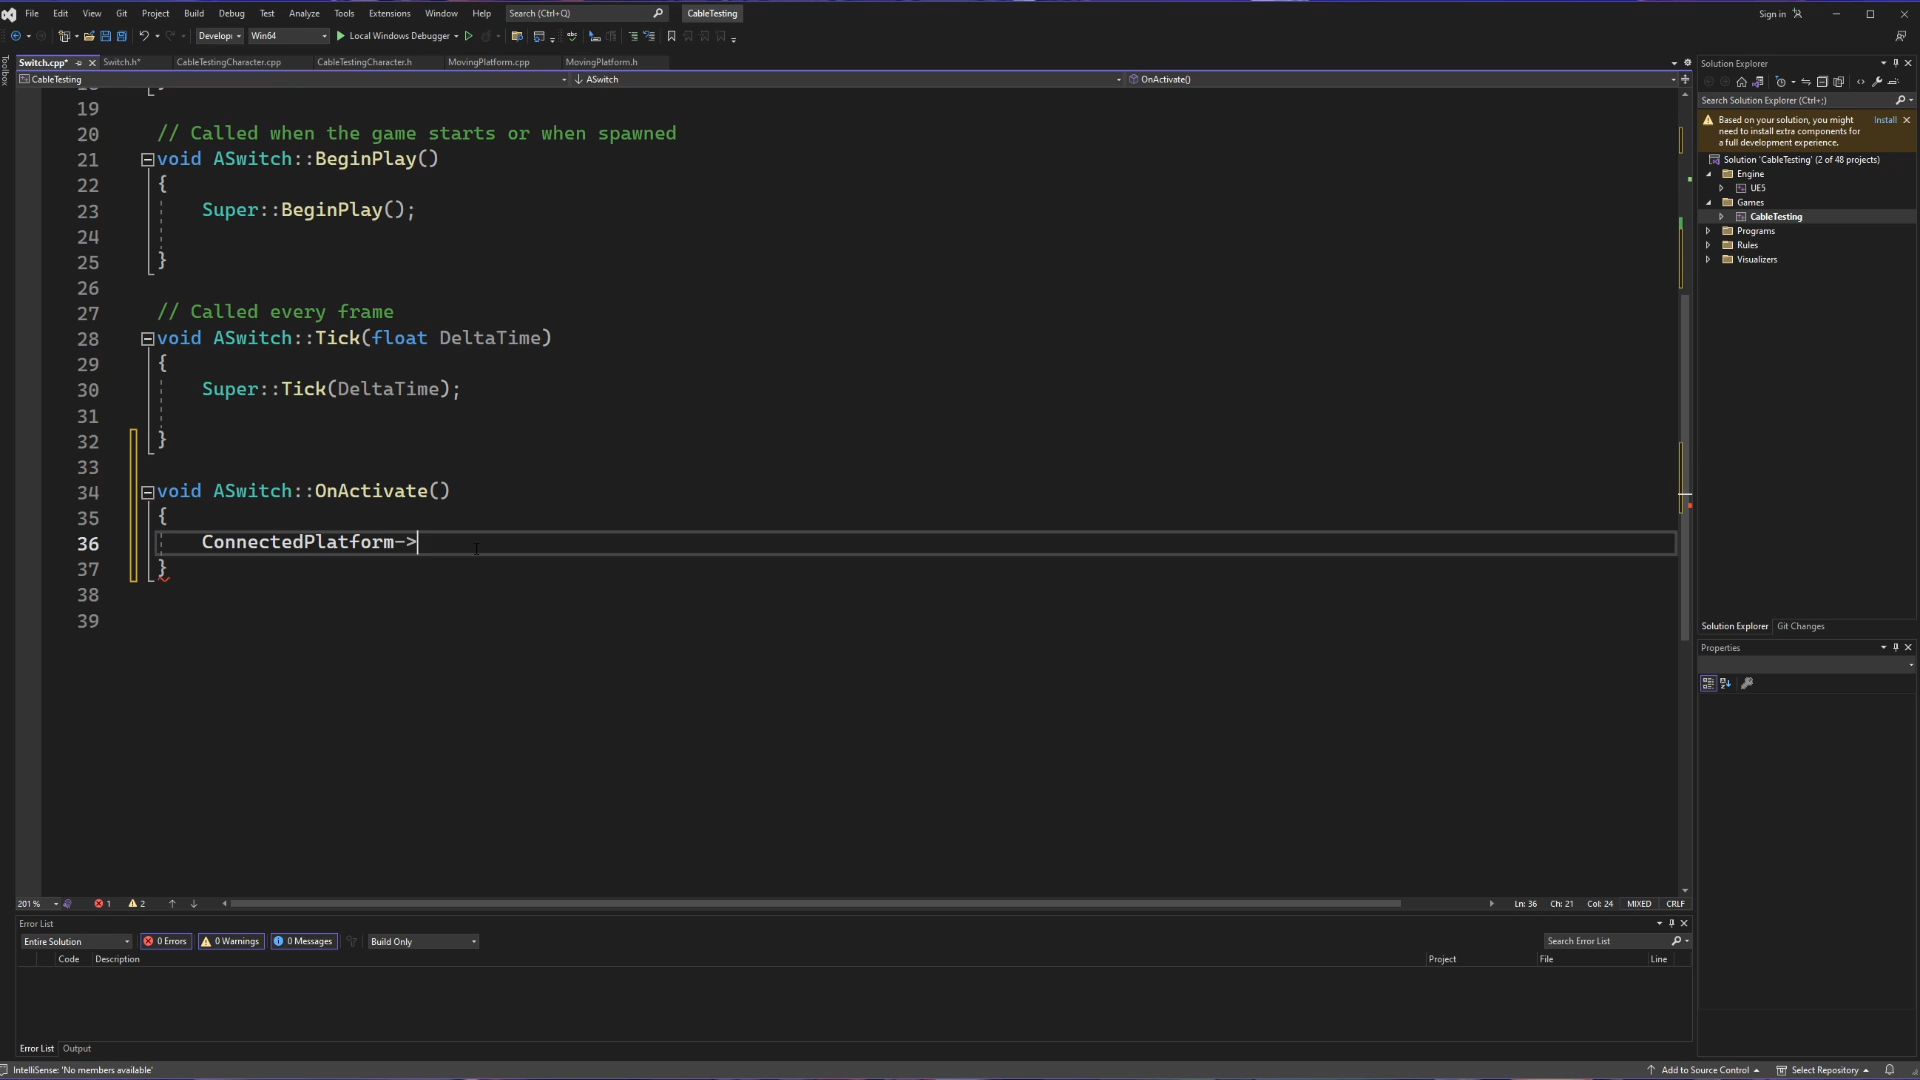 File Edit View Git Project Build Debug Test Analyze Tools Extensions Window Help Search (Ctrl+Q) CableTesting Sign in
Develop Win64 Local Windows Debugger
Toolbox
Switch.cpp* Switch.h* CableTestingCharacter.cpp CableTestingCharacter.h MovingPlatform.cpp MovingPlatform.h
CableTesting ASwitch OnActivate()
19
20 // Called when the game starts or when spawned
21 void ASwitch::BeginPlay()
22 {
23 Super::BeginPlay();
24
25 }
26
27 // Called every frame
28 void ASwitch::Tick(float DeltaTime)
29 {
30 Super::Tick(DeltaTime);
31
32 }
33
34 void ASwitch::OnActivate()
35 {
36 ConnectedPlatform->
37 }
38
39
201 % 1 2 Ln: 36 Ch: 21 Col: 24 MIXED CRLF
Error List
Entire Solution 0 Errors 0 Warnings 0 Messages Build Only Search Error List
Code Description Project File Line
Error List Output
IntelliSense: 'No members available' Add to Source Control Select Repository
Solution Explorer
Search Solution Explorer (Ctrl+;)
Based on your solution, you might Install
need to install extra components for
a full development experience.
Solution 'CableTesting' (2 of 48 projects)
Engine
UE5
Games
CableTesting
Programs
Rules
Visualizers
Solution Explorer Git Changes
Properties